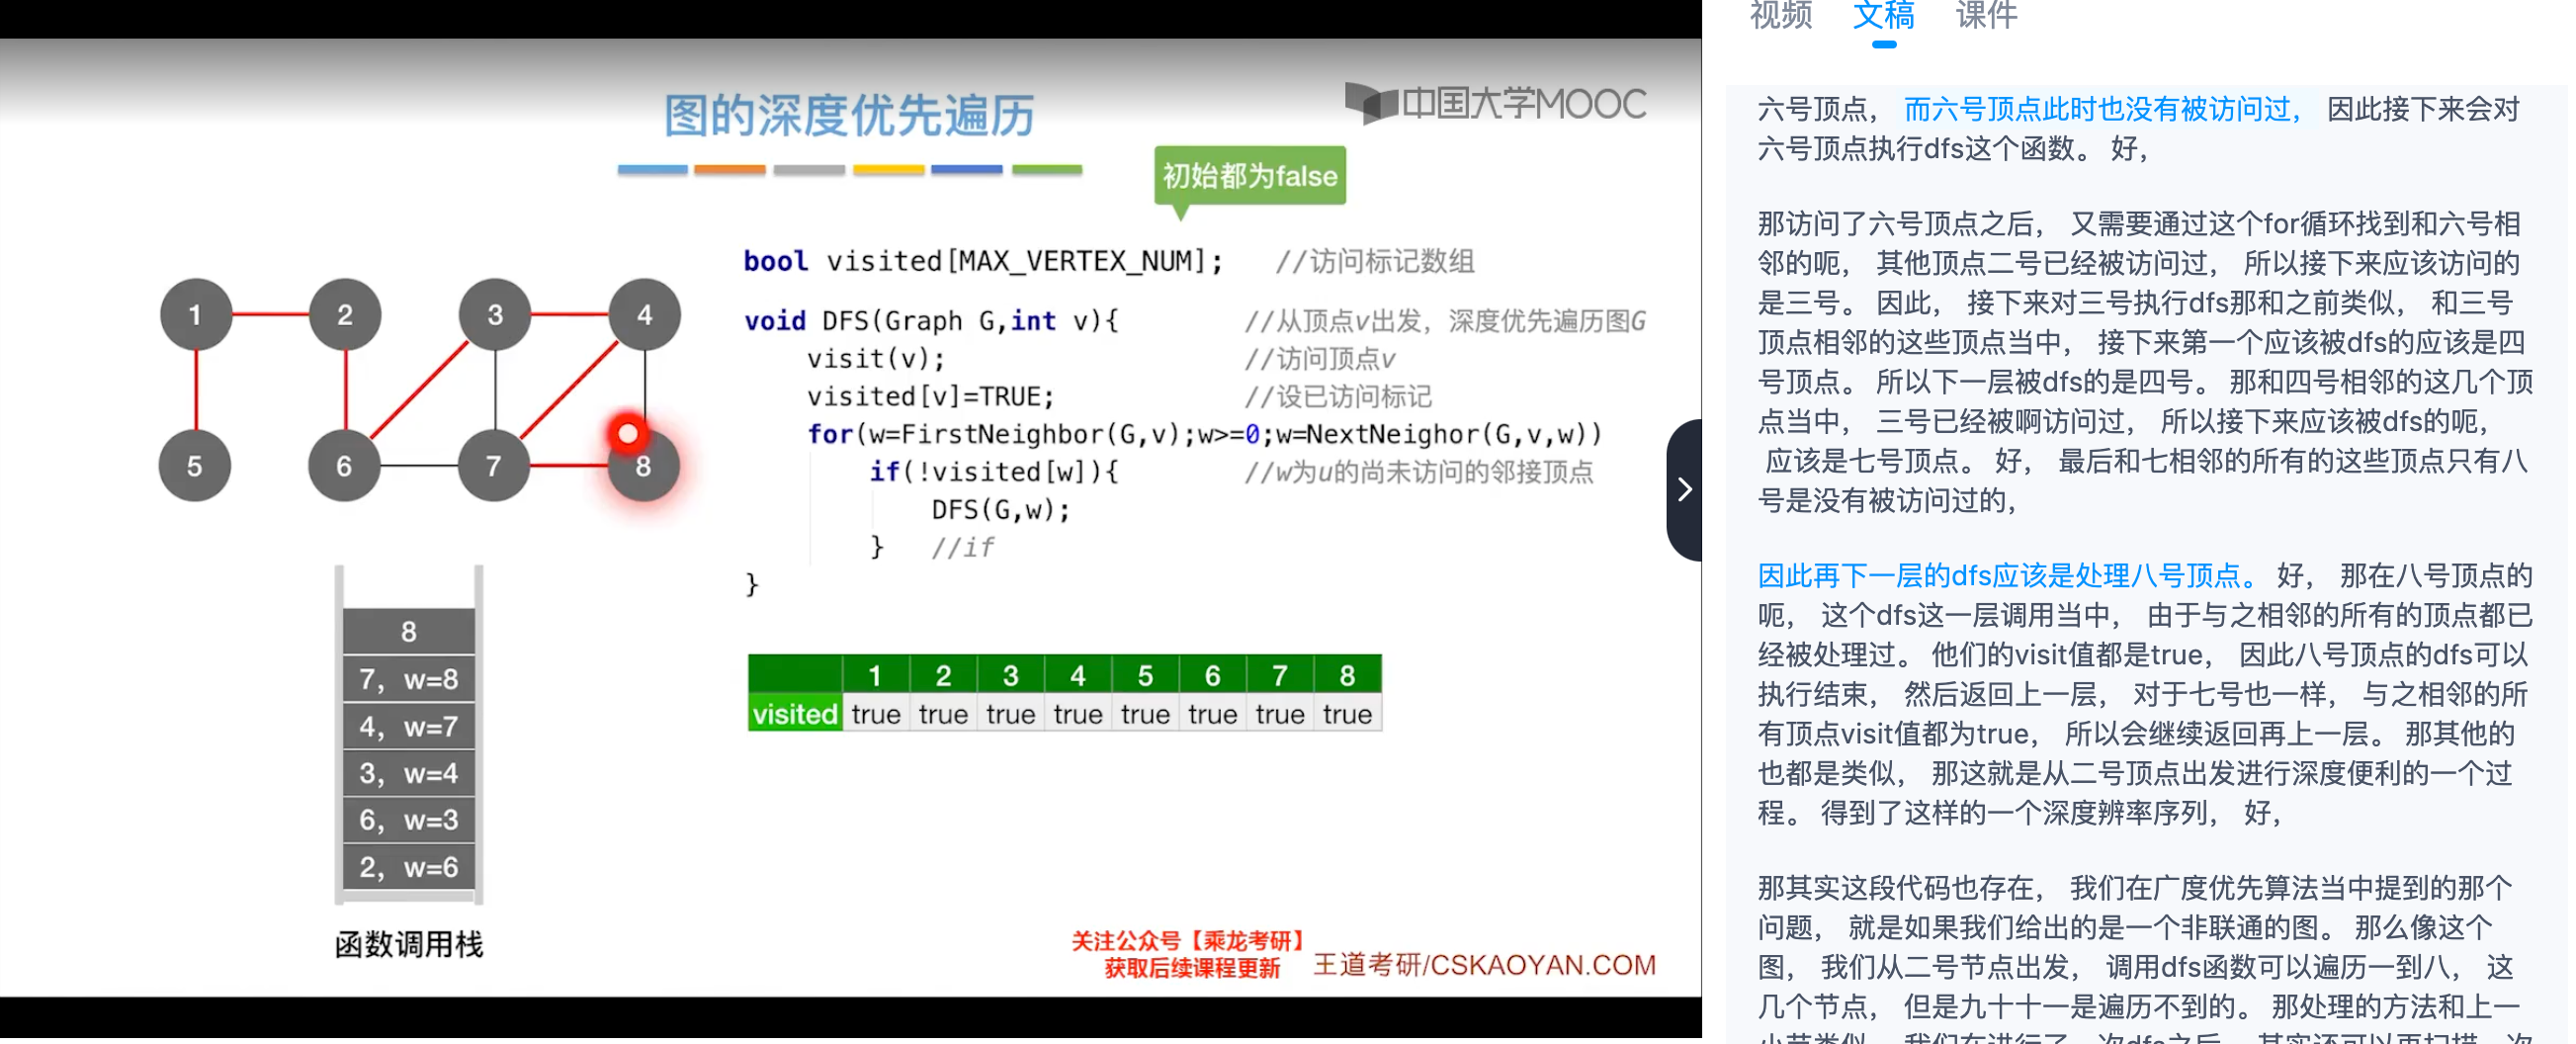 图的深度优先遍历
中国大学MOOC
初始都为false
bool visited[MAX_VERTEX_NUM];   //访问标记数组
void DFS(Graph G,int v){   //从顶点v出发，深度优先遍历图G
visit(v);   //访问顶点v
visited[v]=TRUE;   //设已访问标记
for(w=FirstNeighbor(G,v);w>=0;w=NextNeighor(G,v,w))
if(!visited[w]){   //w为u的尚未访问的邻接顶点
DFS(G,w);
}   //if
}
1 2 3 4
5 6 7 8
8
7，w=8
4，w=7
3，w=4
6，w=3
2，w=6
函数调用栈
1 2 3 4 5 6 7 8
visited true true true true true true true true
关注公众号【乘龙考研】
获取后续课程更新
王道考研/CSKAOYAN.COM
视频 文稿 课件
六号顶点， 而六号顶点此时也没有被访问过， 因此接下来会对
六号顶点执行dfs这个函数。 好，
那访问了六号顶点之后， 又需要通过这个for循环找到和六号相
邻的呃， 其他顶点二号已经被访问过， 所以接下来应该访问的
是三号。 因此， 接下来对三号执行dfs那和之前类似， 和三号
顶点相邻的这些顶点当中， 接下来第一个应该被dfs的应该是四
号顶点。 所以下一层被dfs的是四号。 那和四号相邻的这几个顶
点当中， 三号已经被啊访问过， 所以接下来应该被dfs的呃，
应该是七号顶点。 好， 最后和七相邻的所有的这些顶点只有八
号是没有被访问过的，
因此再下一层的dfs应该是处理八号顶点。 好， 那在八号顶点的
呃， 这个dfs这一层调用当中， 由于与之相邻的所有的顶点都已
经被处理过。 他们的visit值都是true， 因此八号顶点的dfs可以
执行结束， 然后返回上一层， 对于七号也一样， 与之相邻的所
有顶点visit值都为true， 所以会继续返回再上一层。 那其他的
也都是类似， 那这就是从二号顶点出发进行深度便利的一个过
程。 得到了这样的一个深度辨率序列， 好，
那其实这段代码也存在， 我们在广度优先算法当中提到的那个
问题， 就是如果我们给出的是一个非联通的图。 那么像这个
图， 我们从二号节点出发， 调用dfs函数可以遍历一到八， 这
几个节点， 但是九十十一是遍历不到的。 那处理的方法和上一
小节类似， 我们在进行了一次dfs之后， 其实还可以再扫描一次